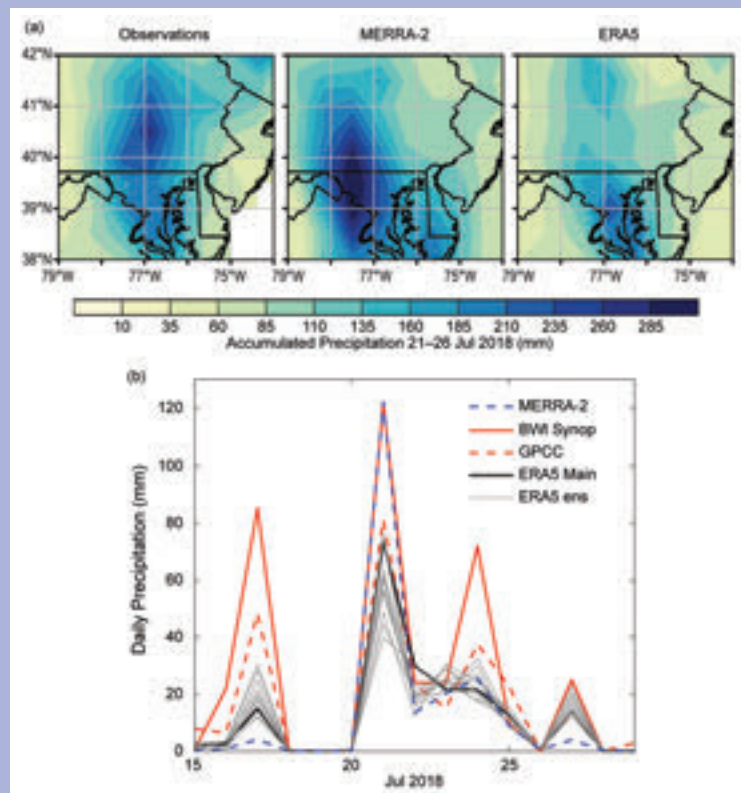 (a)
Observations MERRA-2 ERA5
42°N
41°N
40°N
39°N
38°N
79°W 77°W 75°W 79°W 77°W 75°W 79°W 77°W 75°W
10 35 60 85 110 135 160 185 210 235 260 285
Accumulated Precipitation 21–26 Jul 2018 (mm)
(b)
MERRA-2
BWI Synop
GPCC
ERA5 Main
ERA5 ens
Daily Precipitation (mm)
120
100
80
60
40
20
0
15 20 25
Jul 2018